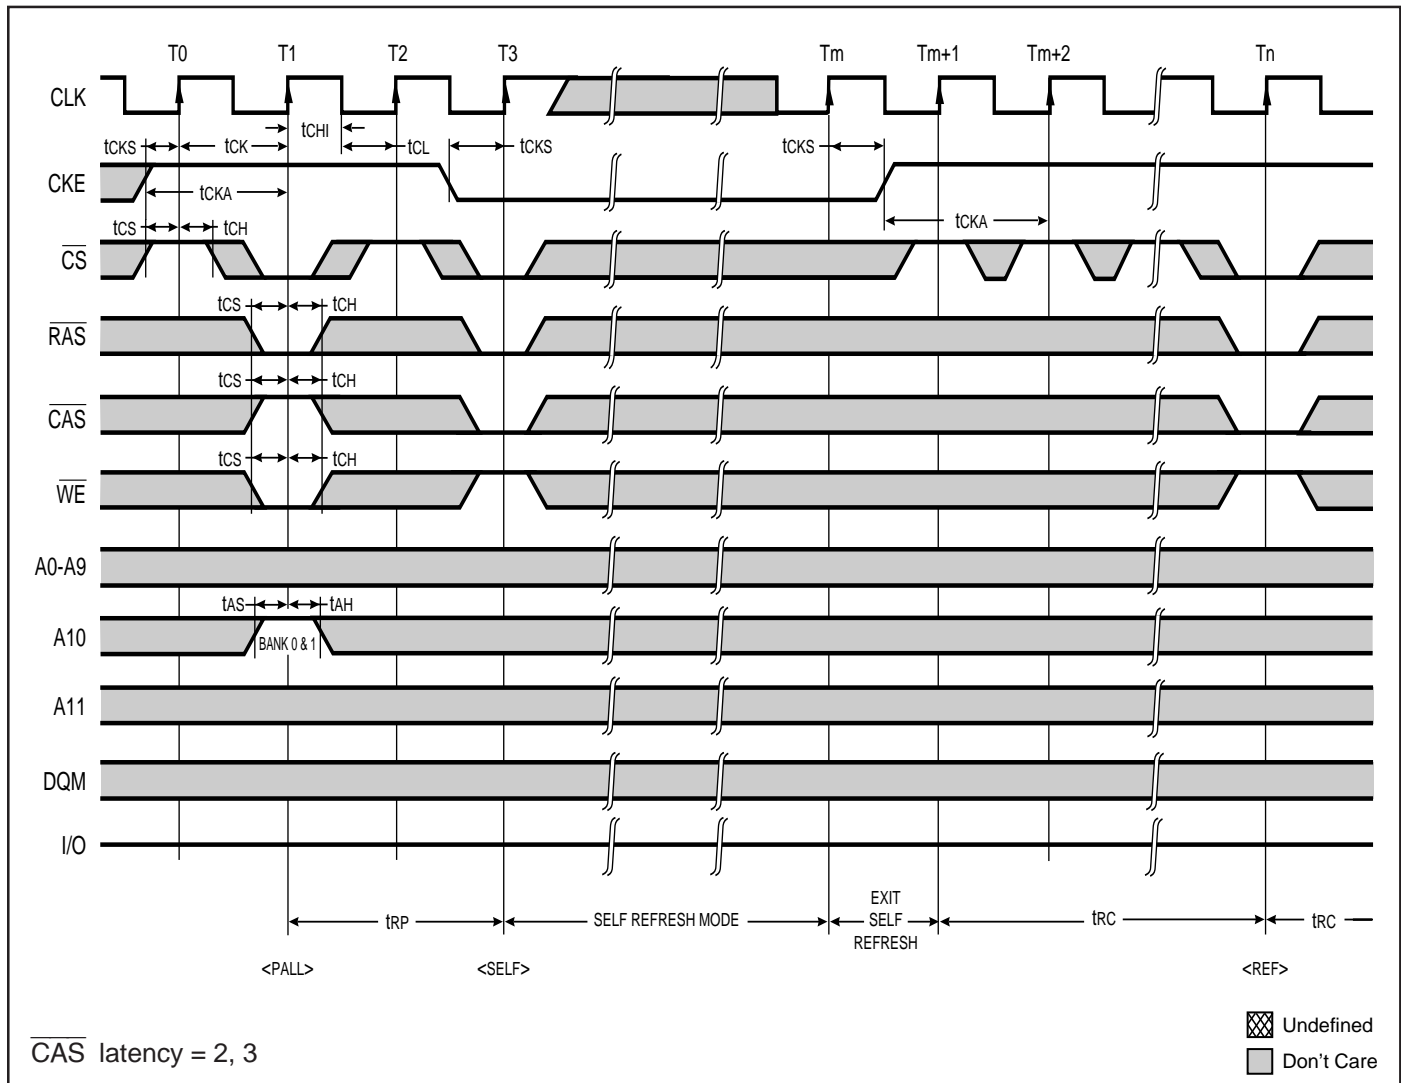 T0 T1 T2 T3 Tm Tm+1 Tm+2 Tn
CLK
tCHI
tCKS tCK tCL tCKS tCKS
CKE
tCKA
tCKA
tCS tCH
CS
tCS tCH
RAS
tCS tCH
CAS
tCS tCH
WE
A0-A9
tAS tAH
A10
BANK 0 & 1
A11
DQM
I/O
tRP SELF REFRESH MODE
EXIT
SELF
REFRESH
tRC tRC
<PALL> <SELF> <REF>
Undefined
Don't Care
CAS latency = 2, 3